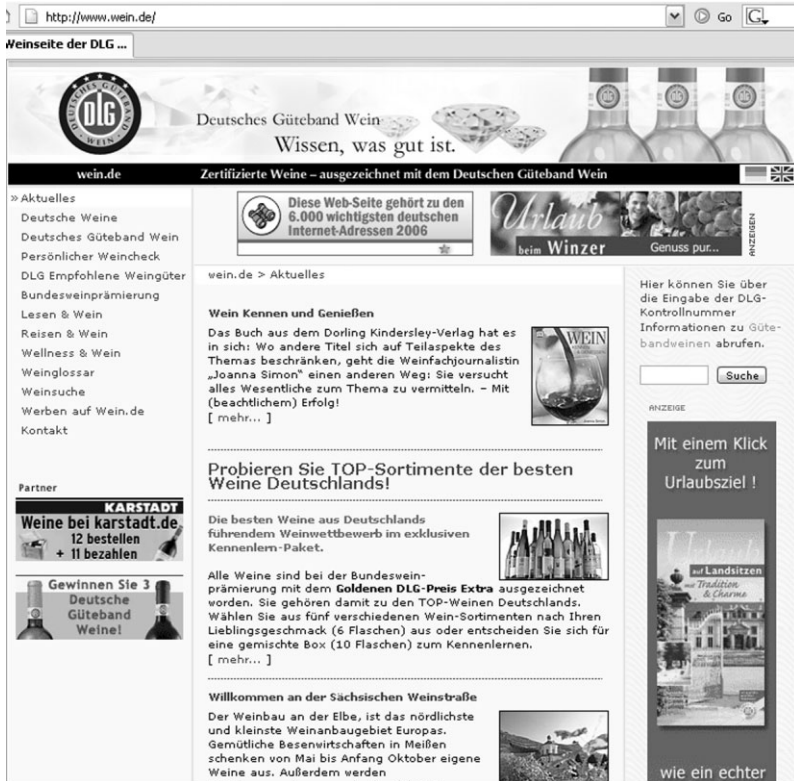 http://www.wein.de/
Go
Weinseite der DLG ...
DEUTSCHES GÜTEBAND
DLG
WEIN
Deutsches Güteband Wein
Wissen, was gut ist.
wein.de
Zertifizierte Weine – ausgezeichnet mit dem Deutschen Güteband Wein
» Aktuelles
Deutsche Weine
Deutsches Güteband Wein
Persönlicher Weincheck
DLG Empfohlene Weingüter
Bundesweinprämierung
Lesen & Wein
Reisen & Wein
Wellness & Wein
Weinglossar
Weinsuche
Werben auf Wein.de
Kontakt
Partner
KARSTADT
Weine bei karstadt.de
12 bestellen
+ 11 bezahlen
Gewinnen Sie 3
Deutsche
Güteband
Weine!
Diese Web-Seite gehört zu den
6.000 wichtigsten deutschen
Internet-Adressen 2006
Urlaub
beim Winzer
Genuss pur...
ANZEIGEN
wein.de > Aktuelles
Wein Kennen und Genießen
Das Buch aus dem Dorling Kindersley-Verlag hat es
in sich: Wo andere Titel sich auf Teilaspekte des
Themas beschränken, geht die Weinfachjournalistin
„Joanna Simon" einen anderen Weg: Sie versucht
alles Wesentliche zum Thema zu vermitteln. – Mit
(beachtlichem) Erfolg!
[ mehr... ]
WEIN
Probieren Sie TOP-Sortimente der besten
Weine Deutschlands!
Die besten Weine aus Deutschlands
führendem Weinwettbewerb im exklusiven
Kennenlern-Paket.
Alle Weine sind bei der Bundeswein-
prämierung mit dem Goldenen DLG-Preis Extra ausgezeichnet
worden. Sie gehören damit zu den TOP-Weinen Deutschlands.
Wählen Sie aus fünf verschiedenen Wein-Sortimenten nach Ihren
Lieblingsgeschmack (6 Flaschen) aus oder entscheiden Sie sich für
eine gemischte Box (10 Flaschen) zum Kennenlernen.
[ mehr... ]
Willkommen an der Sächsischen Weinstraße
Der Weinbau an der Elbe, ist das nördlichste
und kleinste Weinanbaugebiet Europas.
Gemütliche Besenwirtschaften in Meißen
schenken von Mai bis Anfang Oktober eigene
Weine aus. Außerdem werden
Hier können Sie über
die Eingabe der DLG-
Kontrollnummer
Informationen zu Güte-
bandweinen abrufen.
Suche
ANZEIGE
Mit einem Klick
zum
Urlaubsziel !
Urlaub
auf Landsitzen
mit Tradition
& Charme
wie ein echter